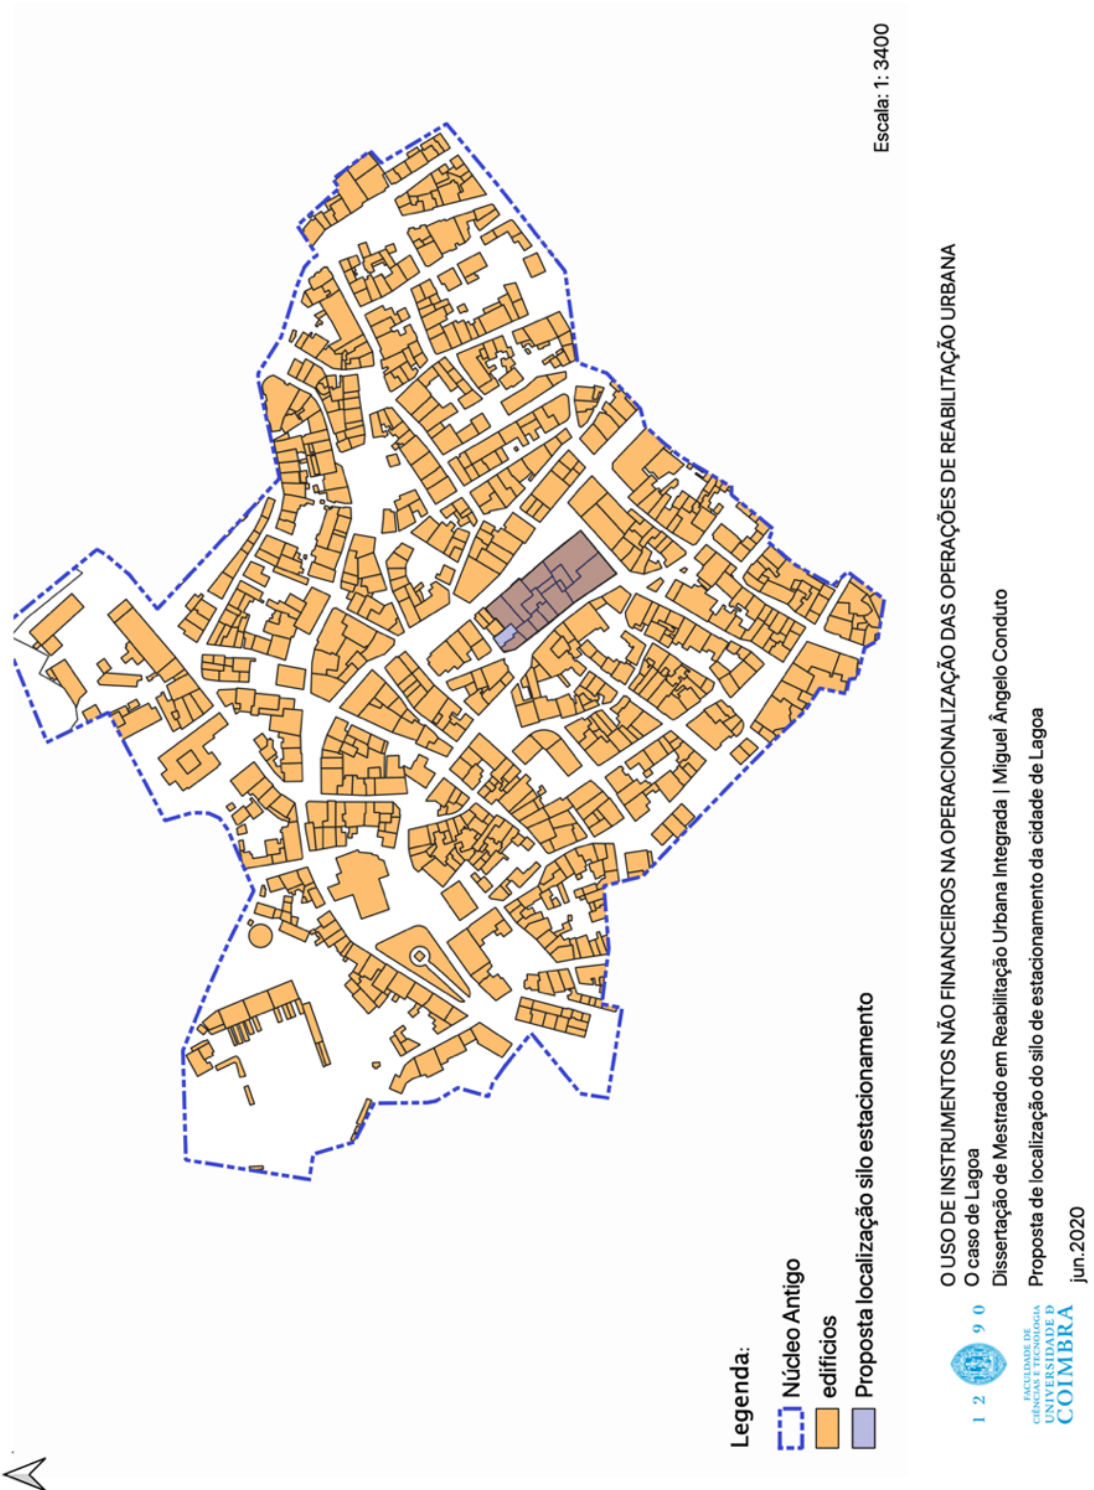 Escala: 1: 3400
Legenda:
Núcleo Antigo
edifícios
Proposta localização silo estacionamento
O USO DE INSTRUMENTOS NÃO FINANCEIROS NA OPERACIONALIZAÇÃO DAS OPERAÇÕES DE REABILITAÇÃO URBANA
O caso de Lagoa
Dissertação de Mestrado em Reabilitação Urbana Integrada | Miguel Ângelo Conduto
Proposta de localização do silo de estacionamento da cidade de Lagoa
jun.2020
1 2 9 0
FACULDADE DE
CIÊNCIAS E TECNOLOGIA
UNIVERSIDADE D
COIMBRA